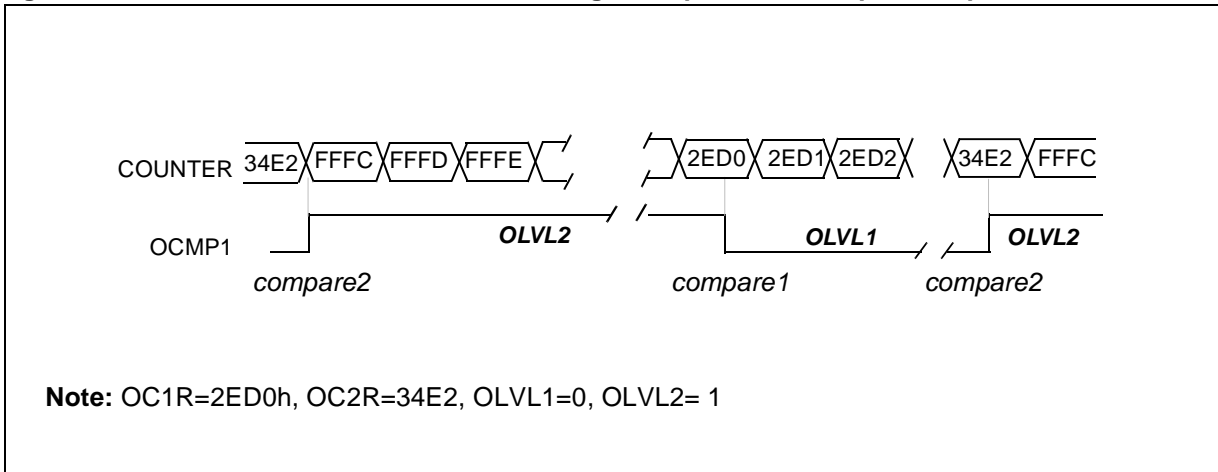 COUNTER 34E2 FFFC FFFD FFFE 2ED0 2ED1 2ED2 34E2 FFFC
OCMP1 OLVL2 OLVL1 OLVL2
compare2 compare1 compare2
Note: OC1R=2ED0h, OC2R=34E2, OLVL1=0, OLVL2= 1